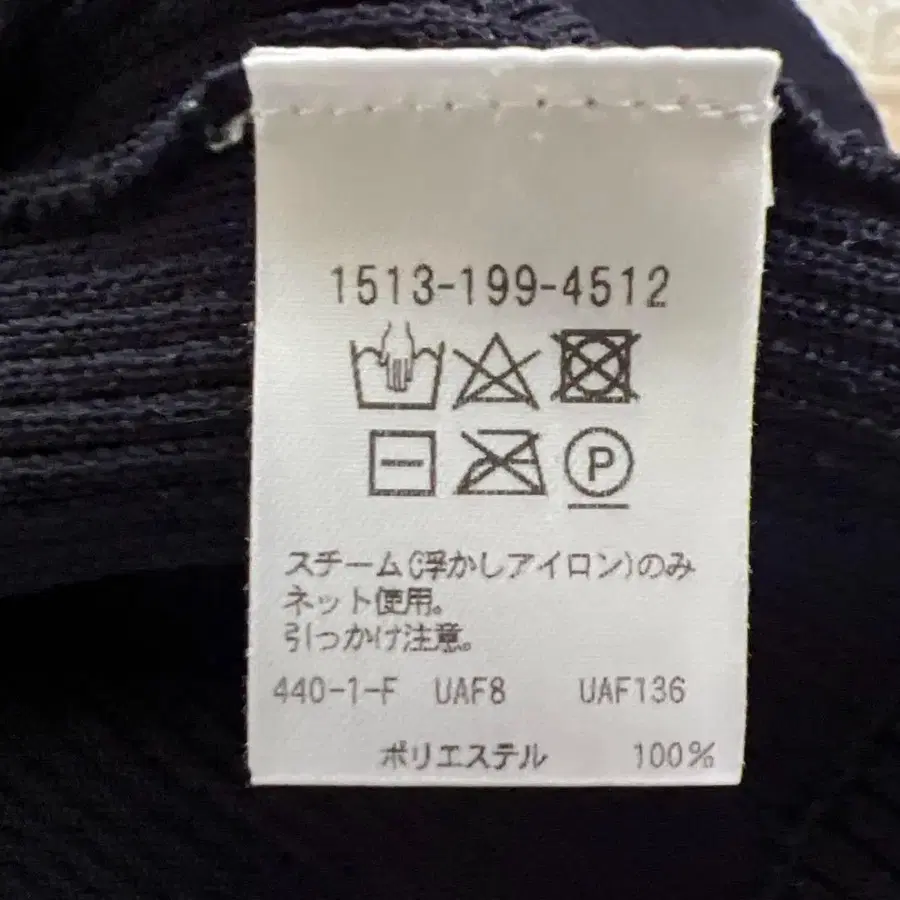 1513-199-4512
P
スチーム(浮かしアイロン)のみ
ネット使用。
引っかけ注意。
440-1-F UAF8 UAF136
ポリエステル 100%